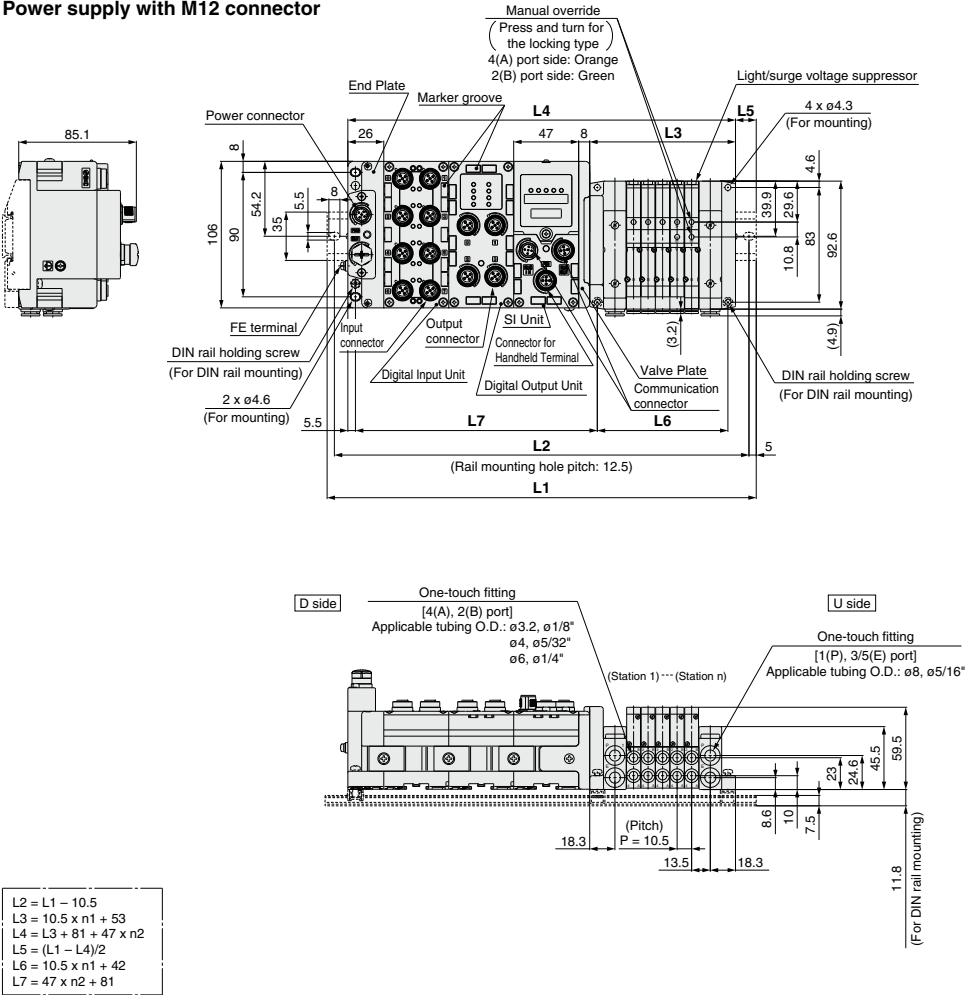 Power supply with M12 connector
Manual override
(Press and turn for
the locking type)
4(A) port side: Orange
2(B) port side: Green
Light/surge voltage suppressor
End Plate
Marker groove
L4
L5
4 x ø4.3
(For mounting)
Power connector
85.1
26
47
8
L3
8
4.6
54.2
5.5
8
35
106
90
39.9
29.6
10.8
83
92.6
(3.2)
(4.9)
FE terminal
Input
connector
Output
connector
SI Unit
Connector for
Handheld Terminal
DIN rail holding screw
(For DIN rail mounting)
Digital Input Unit
Digital Output Unit
Valve Plate
Communication
connector
DIN rail holding screw
(For DIN rail mounting)
2 x ø4.6
(For mounting)
5.5
L7
L6
L2
5
(Rail mounting hole pitch: 12.5)
L1
D side
One-touch fitting
[4(A), 2(B) port]
Applicable tubing O.D.: ø3.2, ø1/8"
ø4, ø5/32"
ø6, ø1/4"
U side
One-touch fitting
[1(P), 3/5(E) port]
Applicable tubing O.D.: ø8, ø5/16"
(Station 1) --- (Station n)
23
24.6
45.5
59.5
8.6
10
7.5
18.3
(Pitch)
P = 10.5
13.5
18.3
11.8
(For DIN rail mounting)
L2 = L1 – 10.5
L3 = 10.5 x n1 + 53
L4 = L3 + 81 + 47 x n2
L5 = (L1 – L4)/2
L6 = 10.5 x n1 + 42
L7 = 47 x n2 + 81